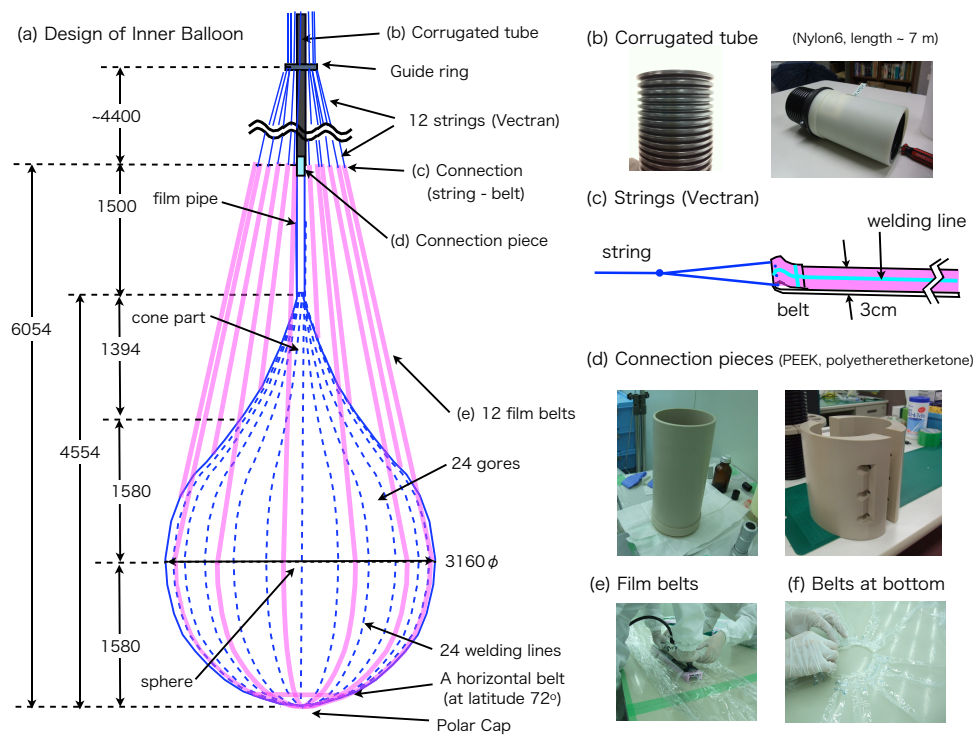 (a) Design of Inner Balloon
(b) Corrugated tube
Guide ring
~4400
12 strings (Vectran)
(c) Connection
(string - belt)
1500
film pipe
(d) Connection piece
6054
cone part
1394
(e) 12 film belts
4554
24 gores
1580
3160φ
1580
24 welding lines
sphere
A horizontal belt
(at latitude 72o)
Polar Cap
(b) Corrugated tube
(Nylon6, length ~ 7 m)
(c) Strings (Vectran)
welding line
string
belt
3cm
(d) Connection pieces (PEEK, polyetheretherketone)
(e) Film belts
(f) Belts at bottom